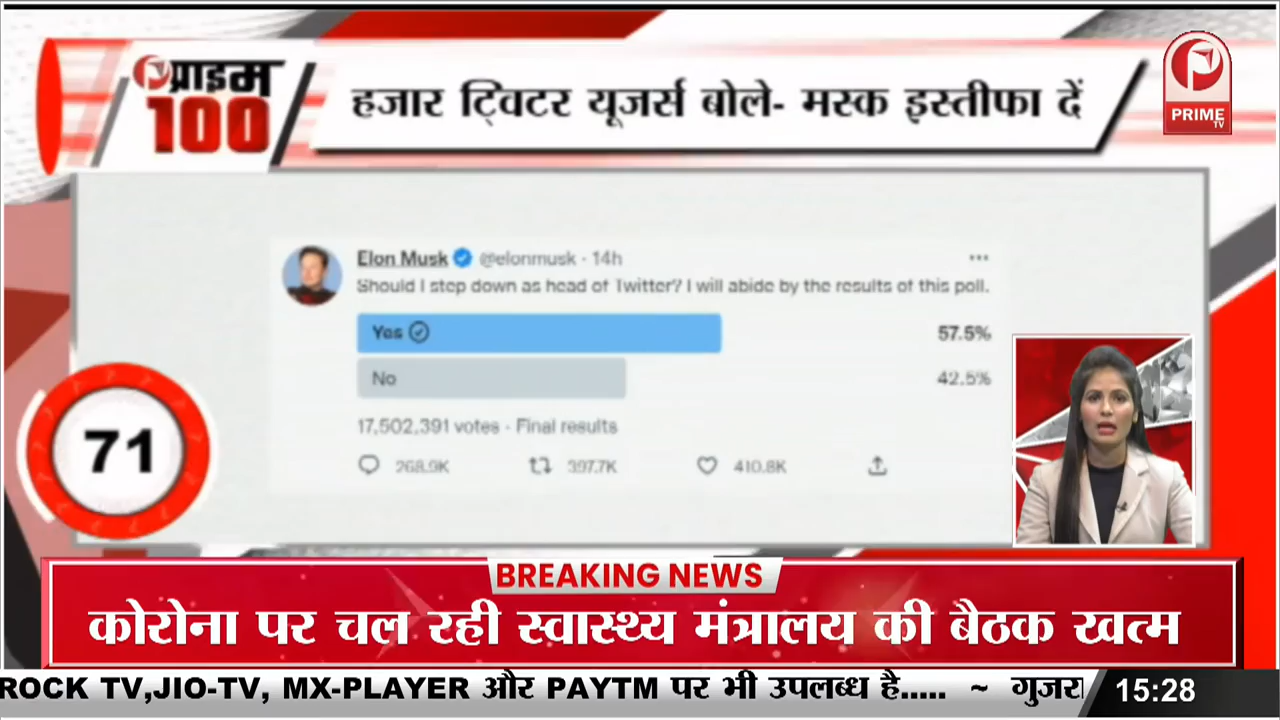 प्राइम
100
हजार ट्विटर यूजर्स बोले- मस्क इस्तीफा दें
PRIME
TV
Elon Musk @elonmusk · 14h
Should I step down as head of Twitter? I will abide by the results of this poll.
Yes 57.5%
No 42.5%
17,502,391 votes · Final results
268.9K 397.7K 410.8K
71
BREAKING NEWS
कोरोना पर चल रही स्वास्थ्य मंत्रालय की बैठक खत्म
ROCK TV,JIO-TV, MX-PLAYER और PAYTM पर भी उपलब्ध है..... ~
15:28